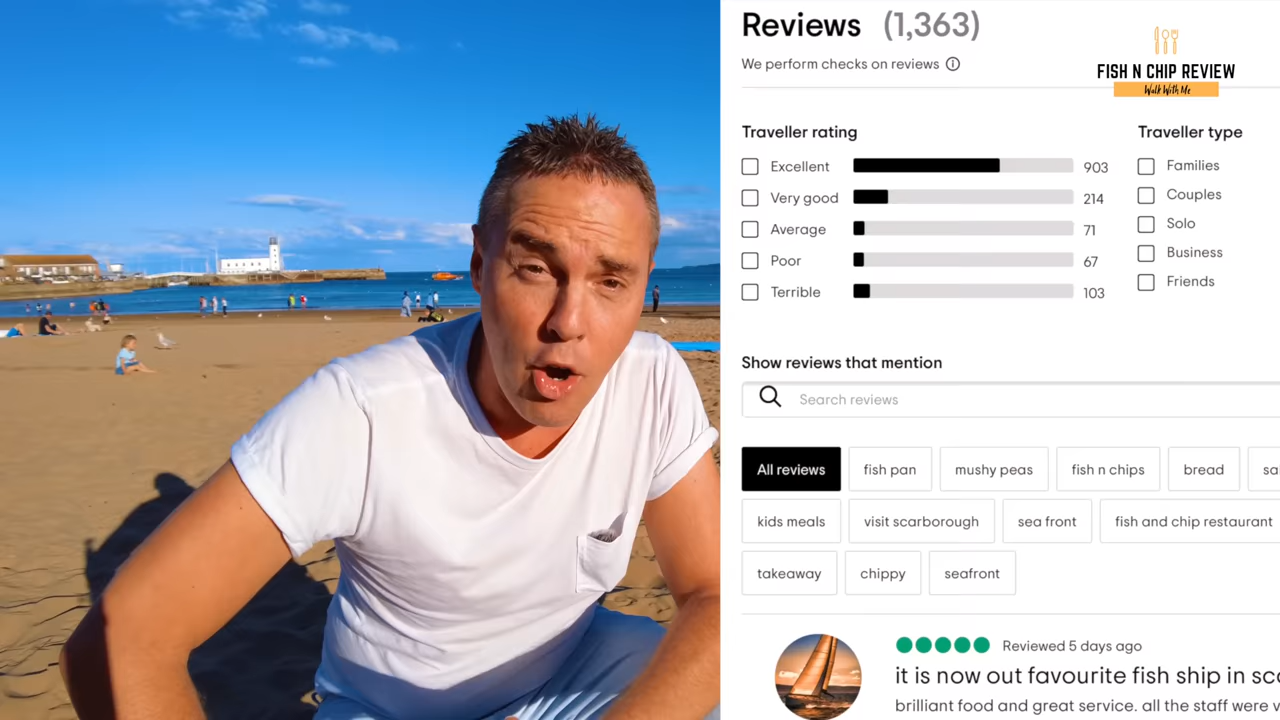 Reviews (1,363)
We perform checks on reviews
FISH N CHIP REVIEW
Walk With Me
Traveller rating
Excellent 903
Very good 214
Average 71
Poor 67
Terrible 103
Traveller type
Families
Couples
Solo
Business
Friends
Show reviews that mention
Search reviews
All reviews fish pan mushy peas fish n chips bread sa
kids meals visit scarborough sea front fish and chip restaurant
takeaway chippy seafront
Reviewed 5 days ago
it is now out favourite fish ship in sc
brilliant food and great service. all the staff were